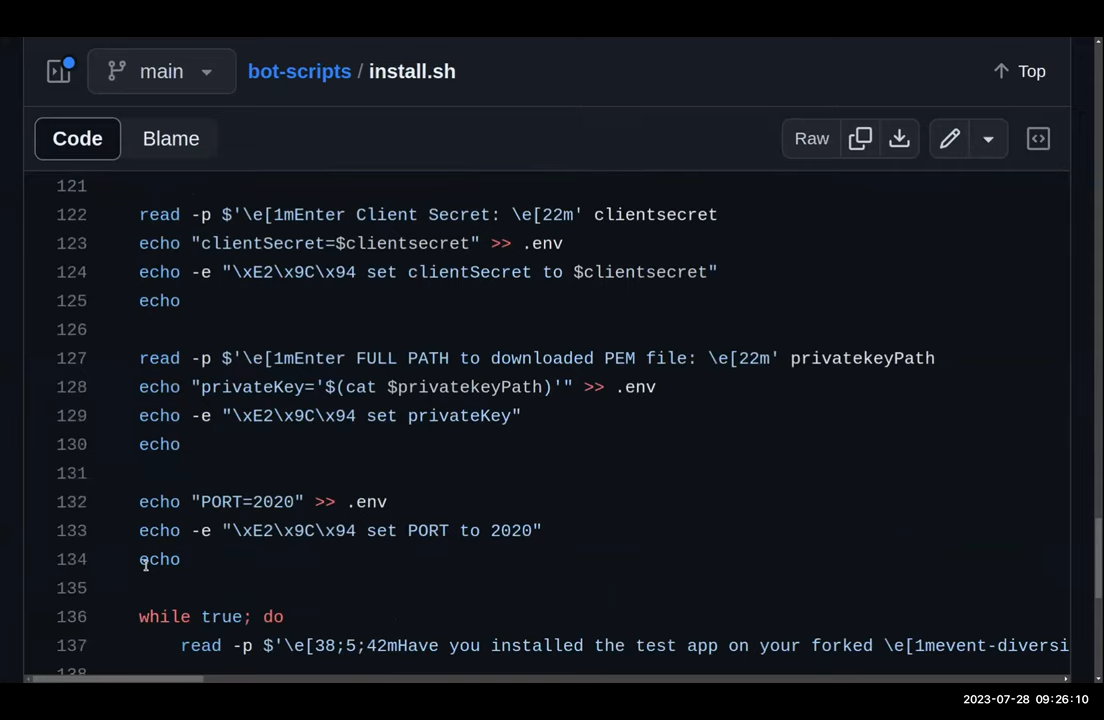 main
bot-scripts / install.sh
Top
Code
Blame
Raw
121
122 read -p $'\e[1mEnter Client Secret: \e[22m' clientsecret
123 echo "clientSecret=$clientsecret" >> .env
124 echo -e "\xE2\x9C\x94 set clientSecret to $clientsecret"
125 echo
126
127 read -p $'\e[1mEnter FULL PATH to downloaded PEM file: \e[22m' privatekeyPath
128 echo "privateKey='$(cat $privatekeyPath)'" >> .env
129 echo -e "\xE2\x9C\x94 set privateKey"
130 echo
131
132 echo "PORT=2020" >> .env
133 echo -e "\xE2\x9C\x94 set PORT to 2020"
134 echo
135
136 while true; do
137 read -p $'\e[38;5;42mHave you installed the test app on your forked \e[1mevent-diversi
138
2023-07-28 09:26:10